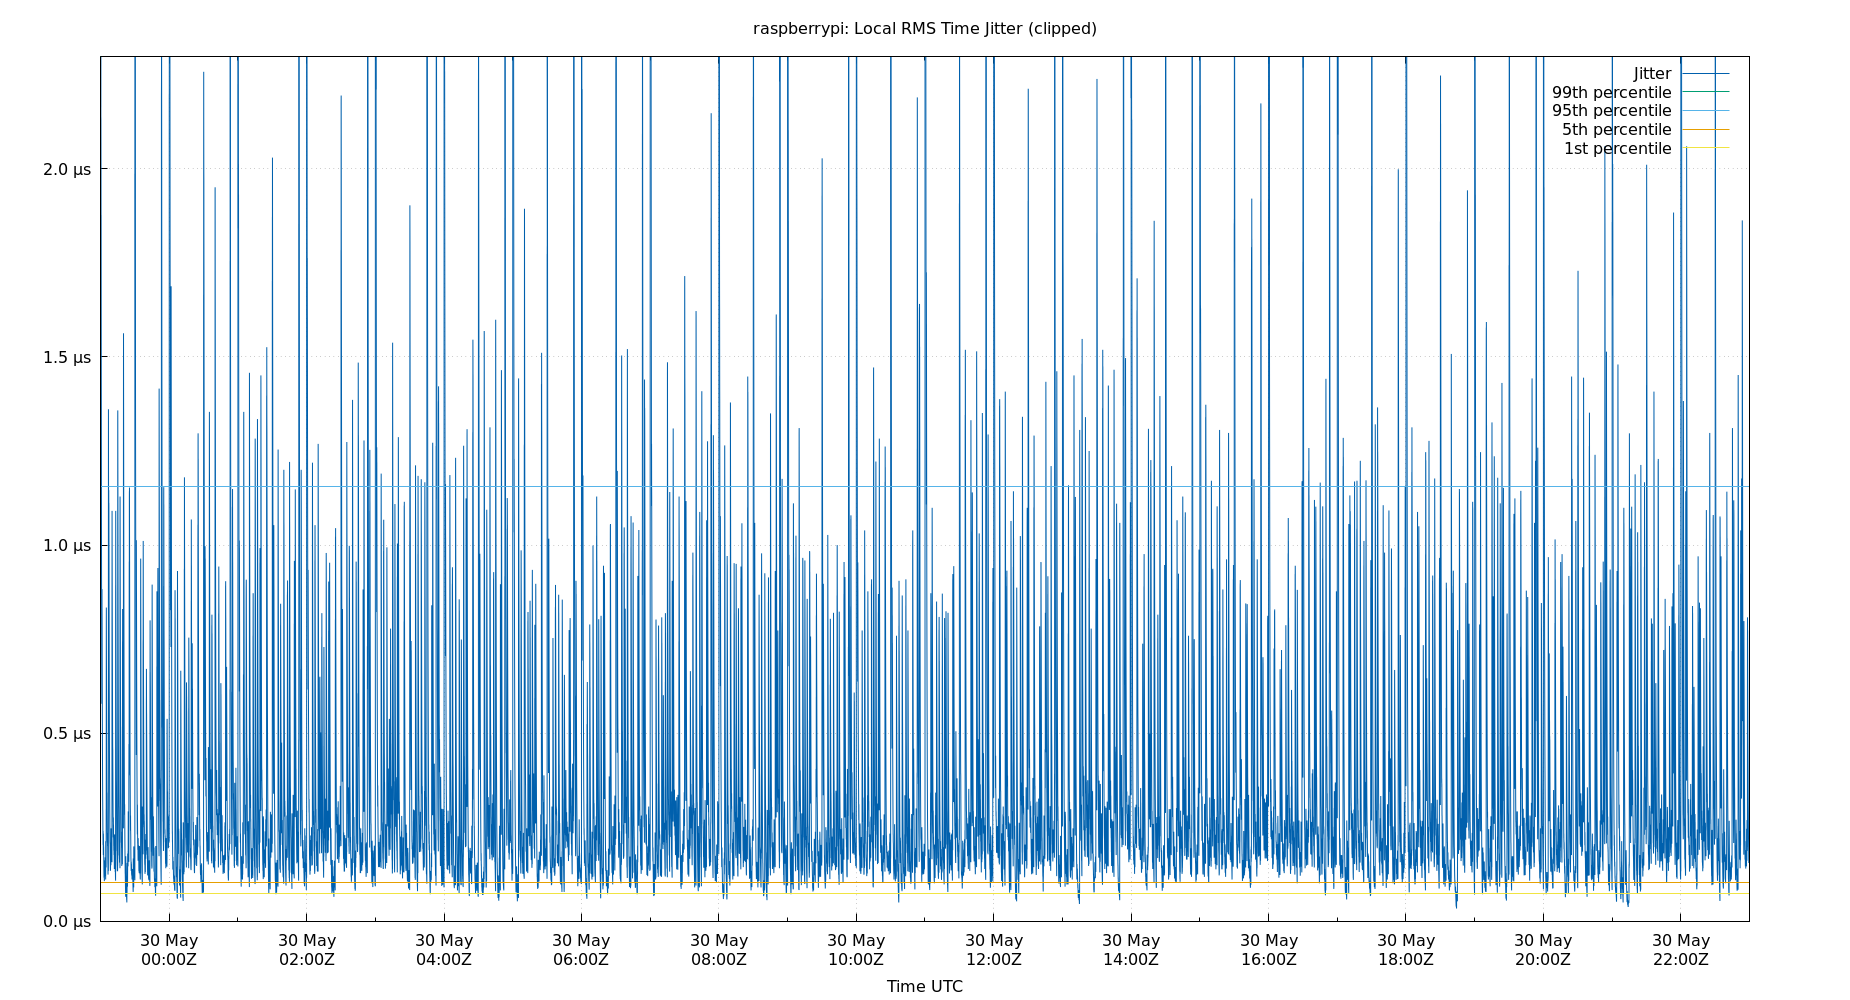 raspberrypi: Local RMS Time Jitter (clipped)
Jitter
99th percentile
95th percentile
5th percentile
1st percentile
2.0 µs
1.5 µs
1.0 µs
0.5 µs
0.0 µs
30 May 30 May 30 May 30 May 30 May 30 May 30 May 30 May 30 May 30 May 30 May 30 May
00:00Z 02:00Z 04:00Z 06:00Z 08:00Z 10:00Z 12:00Z 14:00Z 16:00Z 18:00Z 20:00Z 22:00Z
Time UTC